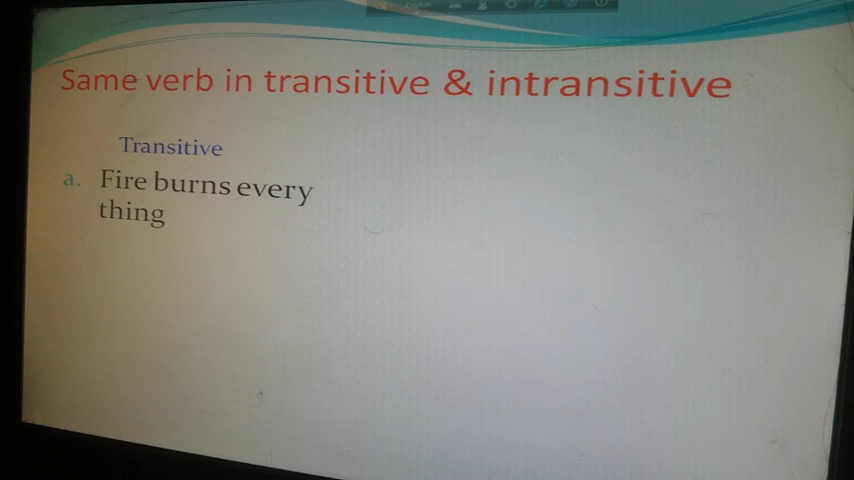 Same verb in transitive & intransitive
Transitive
a. Fire burns every
thing